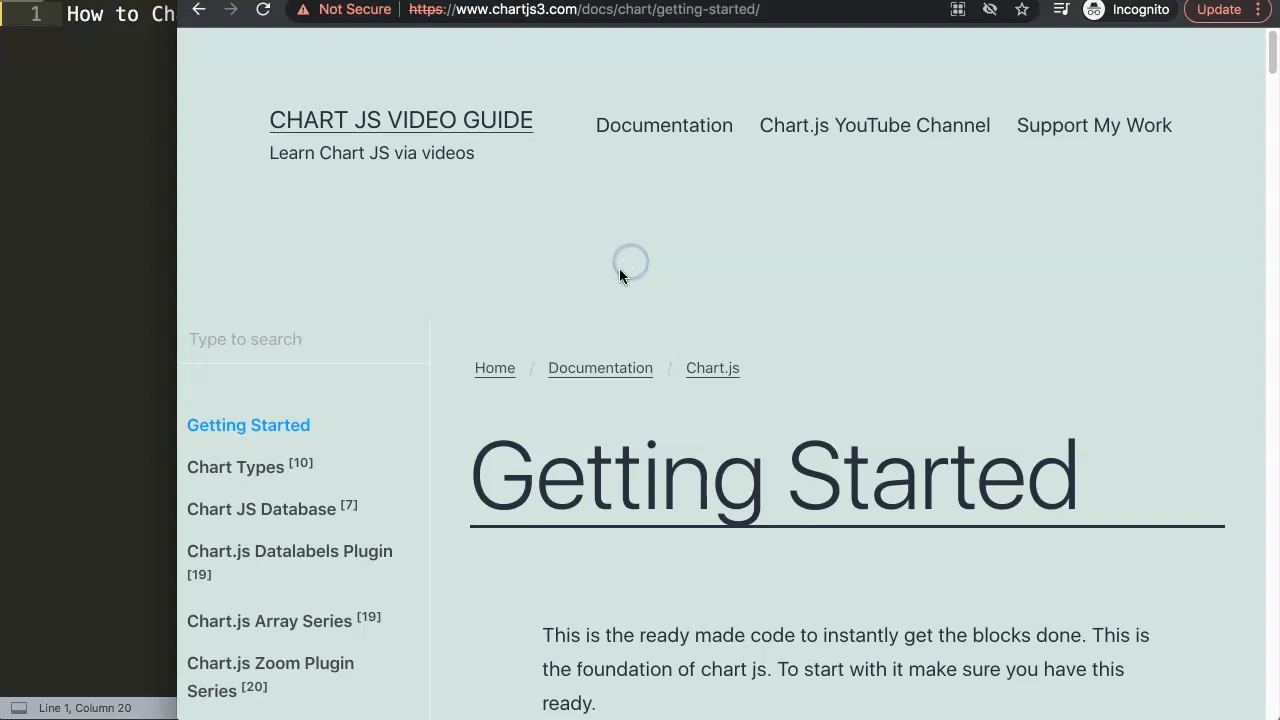 1 How to Ch
Not Secure https://www.chartjs3.com/docs/chart/getting-started/ Incognito Update
CHART JS VIDEO GUIDE
Learn Chart JS via videos
Documentation Chart.js YouTube Channel Support My Work
Type to search
Home / Documentation / Chart.js
Getting Started
Chart Types [10]
Chart JS Database [7]
Chart.js Datalabels Plugin
[19]
Chart.js Array Series [19]
Chart.js Zoom Plugin
Series [20]
Getting Started
This is the ready made code to instantly get the blocks done. This is
the foundation of chart js. To start with it make sure you have this
ready.
Line 1, Column 20